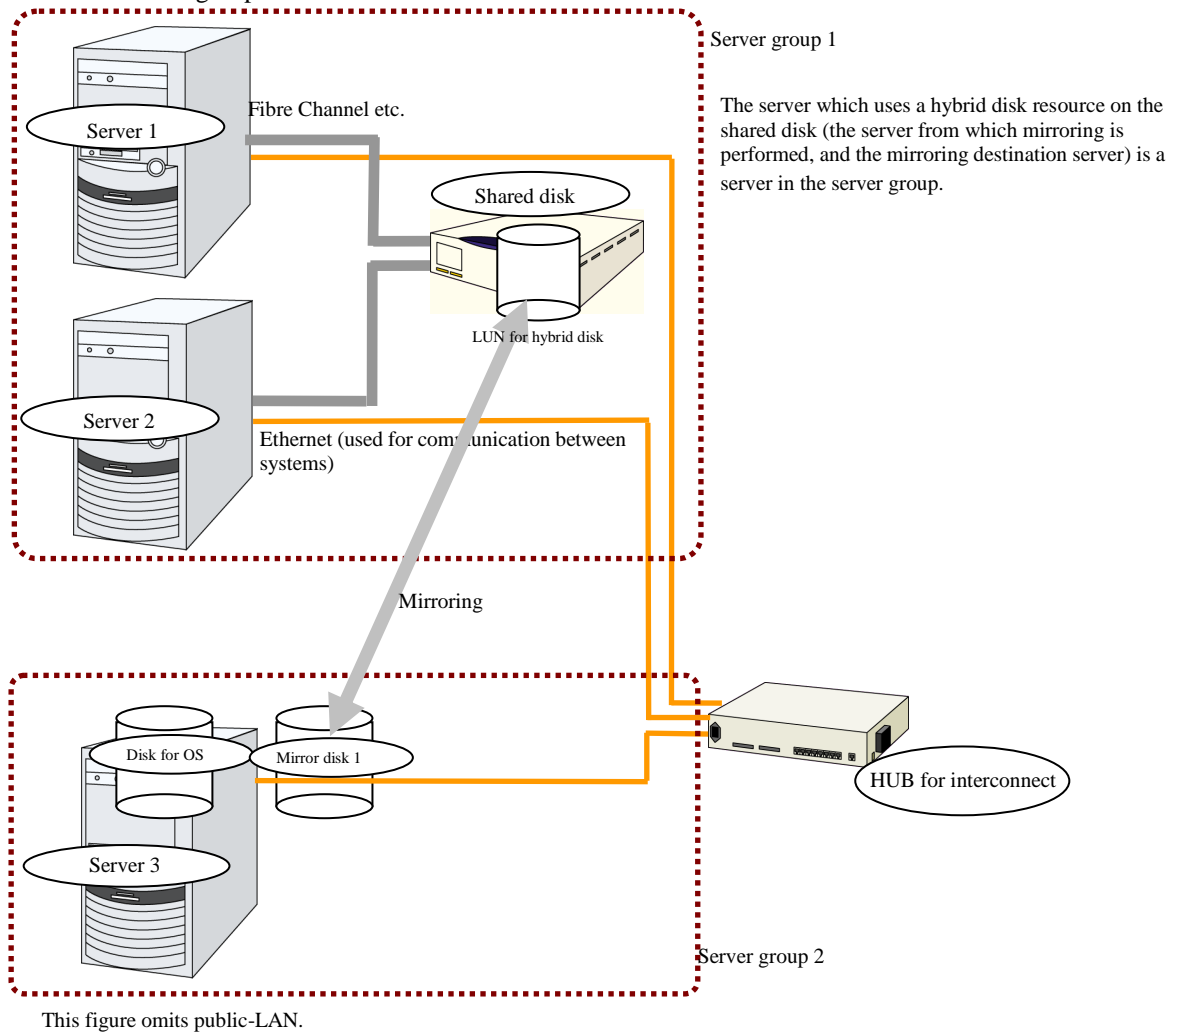 Server group 1
Fibre Channel etc.
The server which uses a hybrid disk resource on the
shared disk (the server from which mirroring is
performed, and the mirroring destination server) is a
server in the server group.
Server 1
Shared disk
LUN for hybrid disk
Server 2
Ethernet (used for communication between
systems)
Mirroring
Disk for OS
Mirror disk 1
HUB for interconnect
Server 3
Server group 2
This figure omits public-LAN.